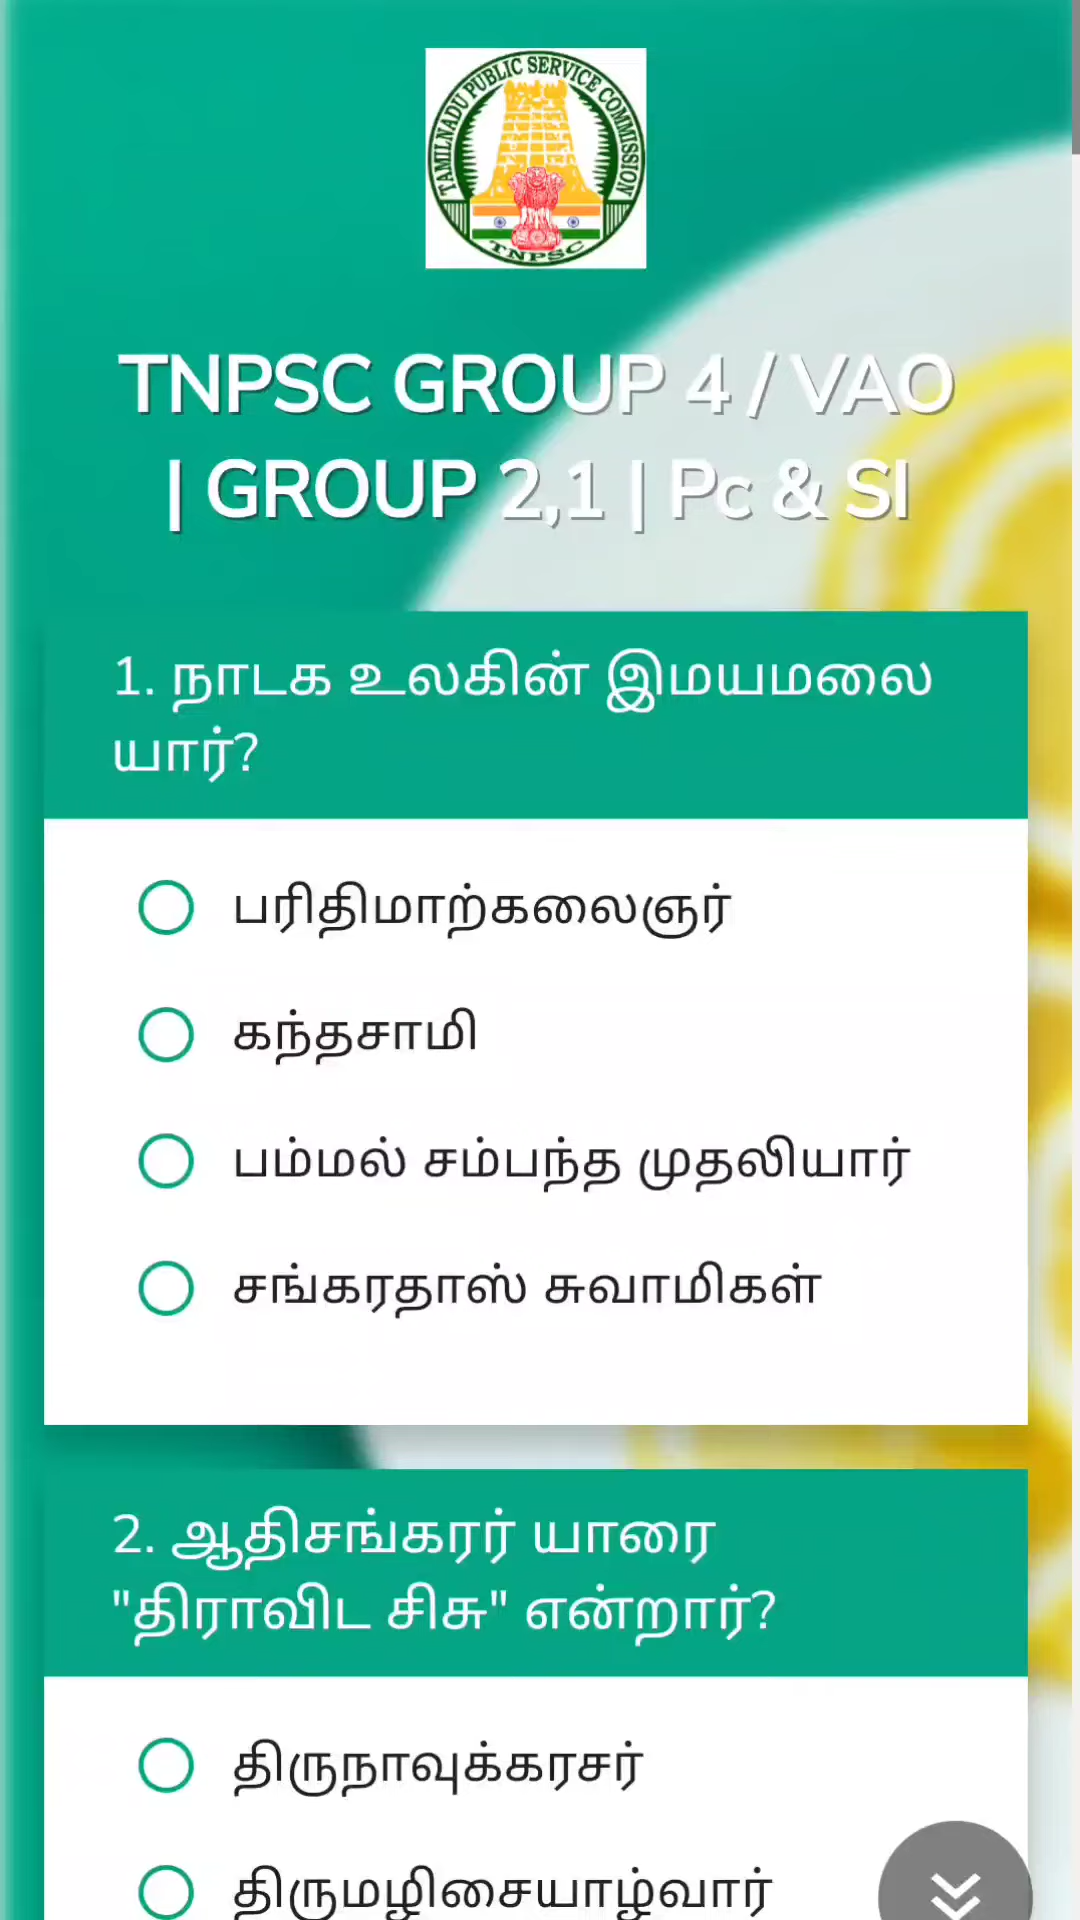 TAMILNADU PUBLIC SERVICE COMMISSION
TNPSC
TNPSC GROUP 4 / VAO
| GROUP 2,1 | Pc & SI
1. நாடக உலகின் இமயமலை
யார்?
பரிதிமாற்கலைஞர்
கந்தசாமி
பம்மல் சம்பந்த முதலியார்
சங்கரதாஸ் சுவாமிகள்
2. ஆதிசங்கரர் யாரை
"திராவிட சிசு" என்றார்?
திருநாவுக்கரசர்
திருமழிசையாழ்வார்